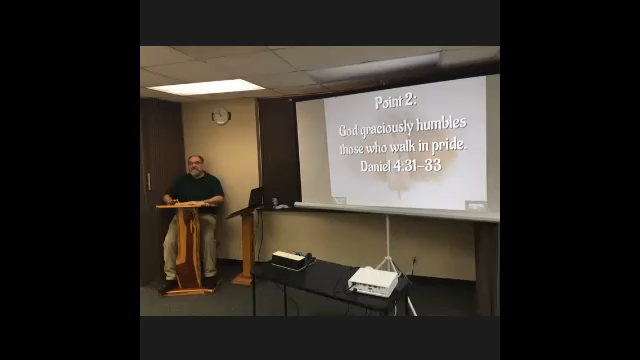 Point 2:
God graciously humbles
those who walk in pride.
Daniel 4:31-33